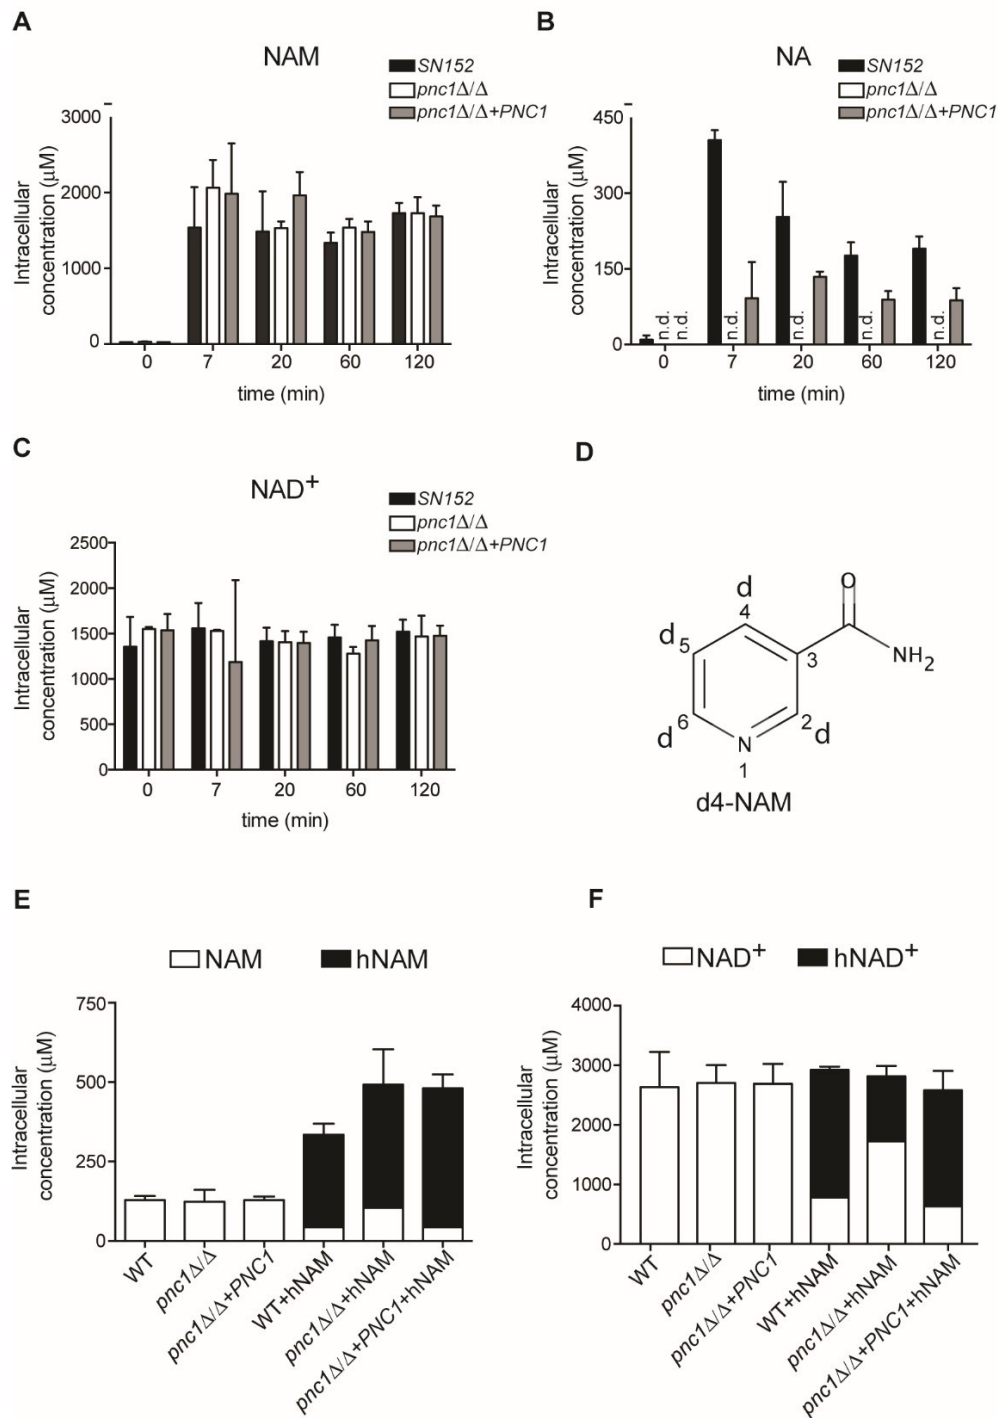 A
NAM
SN152
pnc1Δ/Δ
pnc1Δ/Δ+PNC1
Intracellular
concentration (μM)
3000
2000
1000
0
0 7 20 60 120
time (min)
B
NA
SN152
pnc1Δ/Δ
pnc1Δ/Δ+PNC1
Intracellular
concentration (μM)
450
300
150
0
n.d. n.d. n.d. n.d. n.d. n.d.
0 7 20 60 120
time (min)
C
NAD+
SN152
pnc1Δ/Δ
pnc1Δ/Δ+PNC1
Intracellular
concentration (μM)
2500
2000
1500
1000
500
0
0 7 20 60 120
time (min)
D
O
d
4
d 5
3
NH2
6 2
d N d
1
d4-NAM
E
NAM hNAM
Intracellular
concentration (μM)
750
500
250
0
WT
pnc1Δ/Δ
pnc1Δ/Δ+PNC1
WT+hNAM
pnc1Δ/Δ+hNAM
pnc1Δ/Δ+PNC1+hNAM
F
NAD+ hNAD+
Intracellular
concentration (μM)
4000
3000
2000
1000
0
WT
pnc1Δ/Δ
pnc1Δ/Δ+PNC1
WT+hNAM
pnc1Δ/Δ+hNAM
pnc1Δ/Δ+PNC1+hNAM